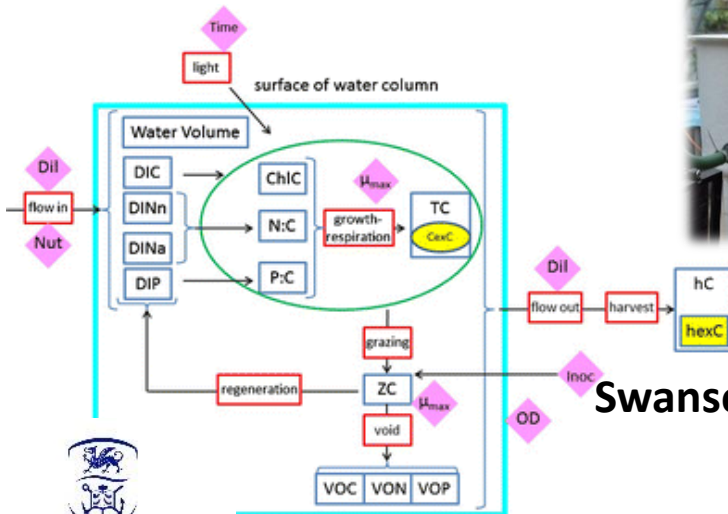 Time
light
surface of water column
Water Volume
Dil
flow in
Nut
DIC
DINn
DINa
DIP
ChlC
N:C
P:C
μmax
growth-
respiration
TC
CexC
Dil
flow out
harvest
hC
hexC
grazing
regeneration
ZC
μmax
Inoc
Swanse
OD
void
VOC VON VOP